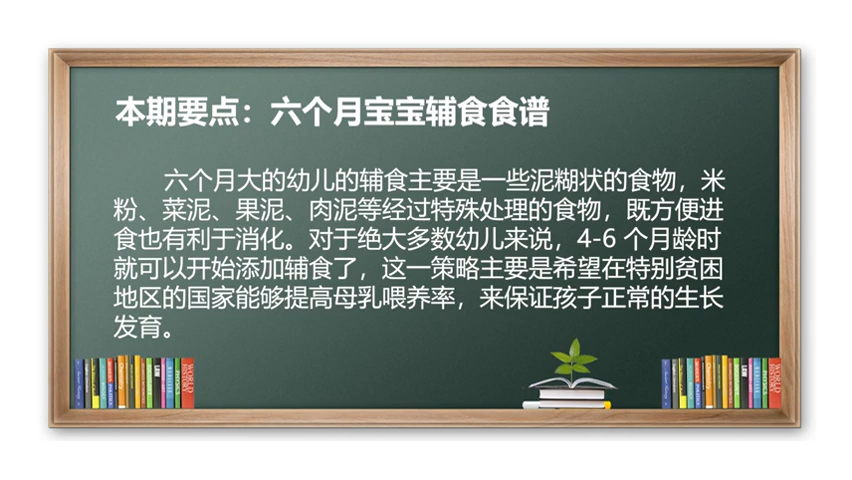 本期要点：六个月宝宝辅食食谱
六个月大的幼儿的辅食主要是一些泥糊状的食物，米
粉、菜泥、果泥、肉泥等经过特殊处理的食物，既方便进
食也有利于消化。对于绝大多数幼儿来说，4-6 个月龄时
就可以开始添加辅食了，这一策略主要是希望在特别贫困
地区的国家能够提高母乳喂养率，来保证孩子正常的生长
发育。
WORLD HISTORY
WORLD HISTORY